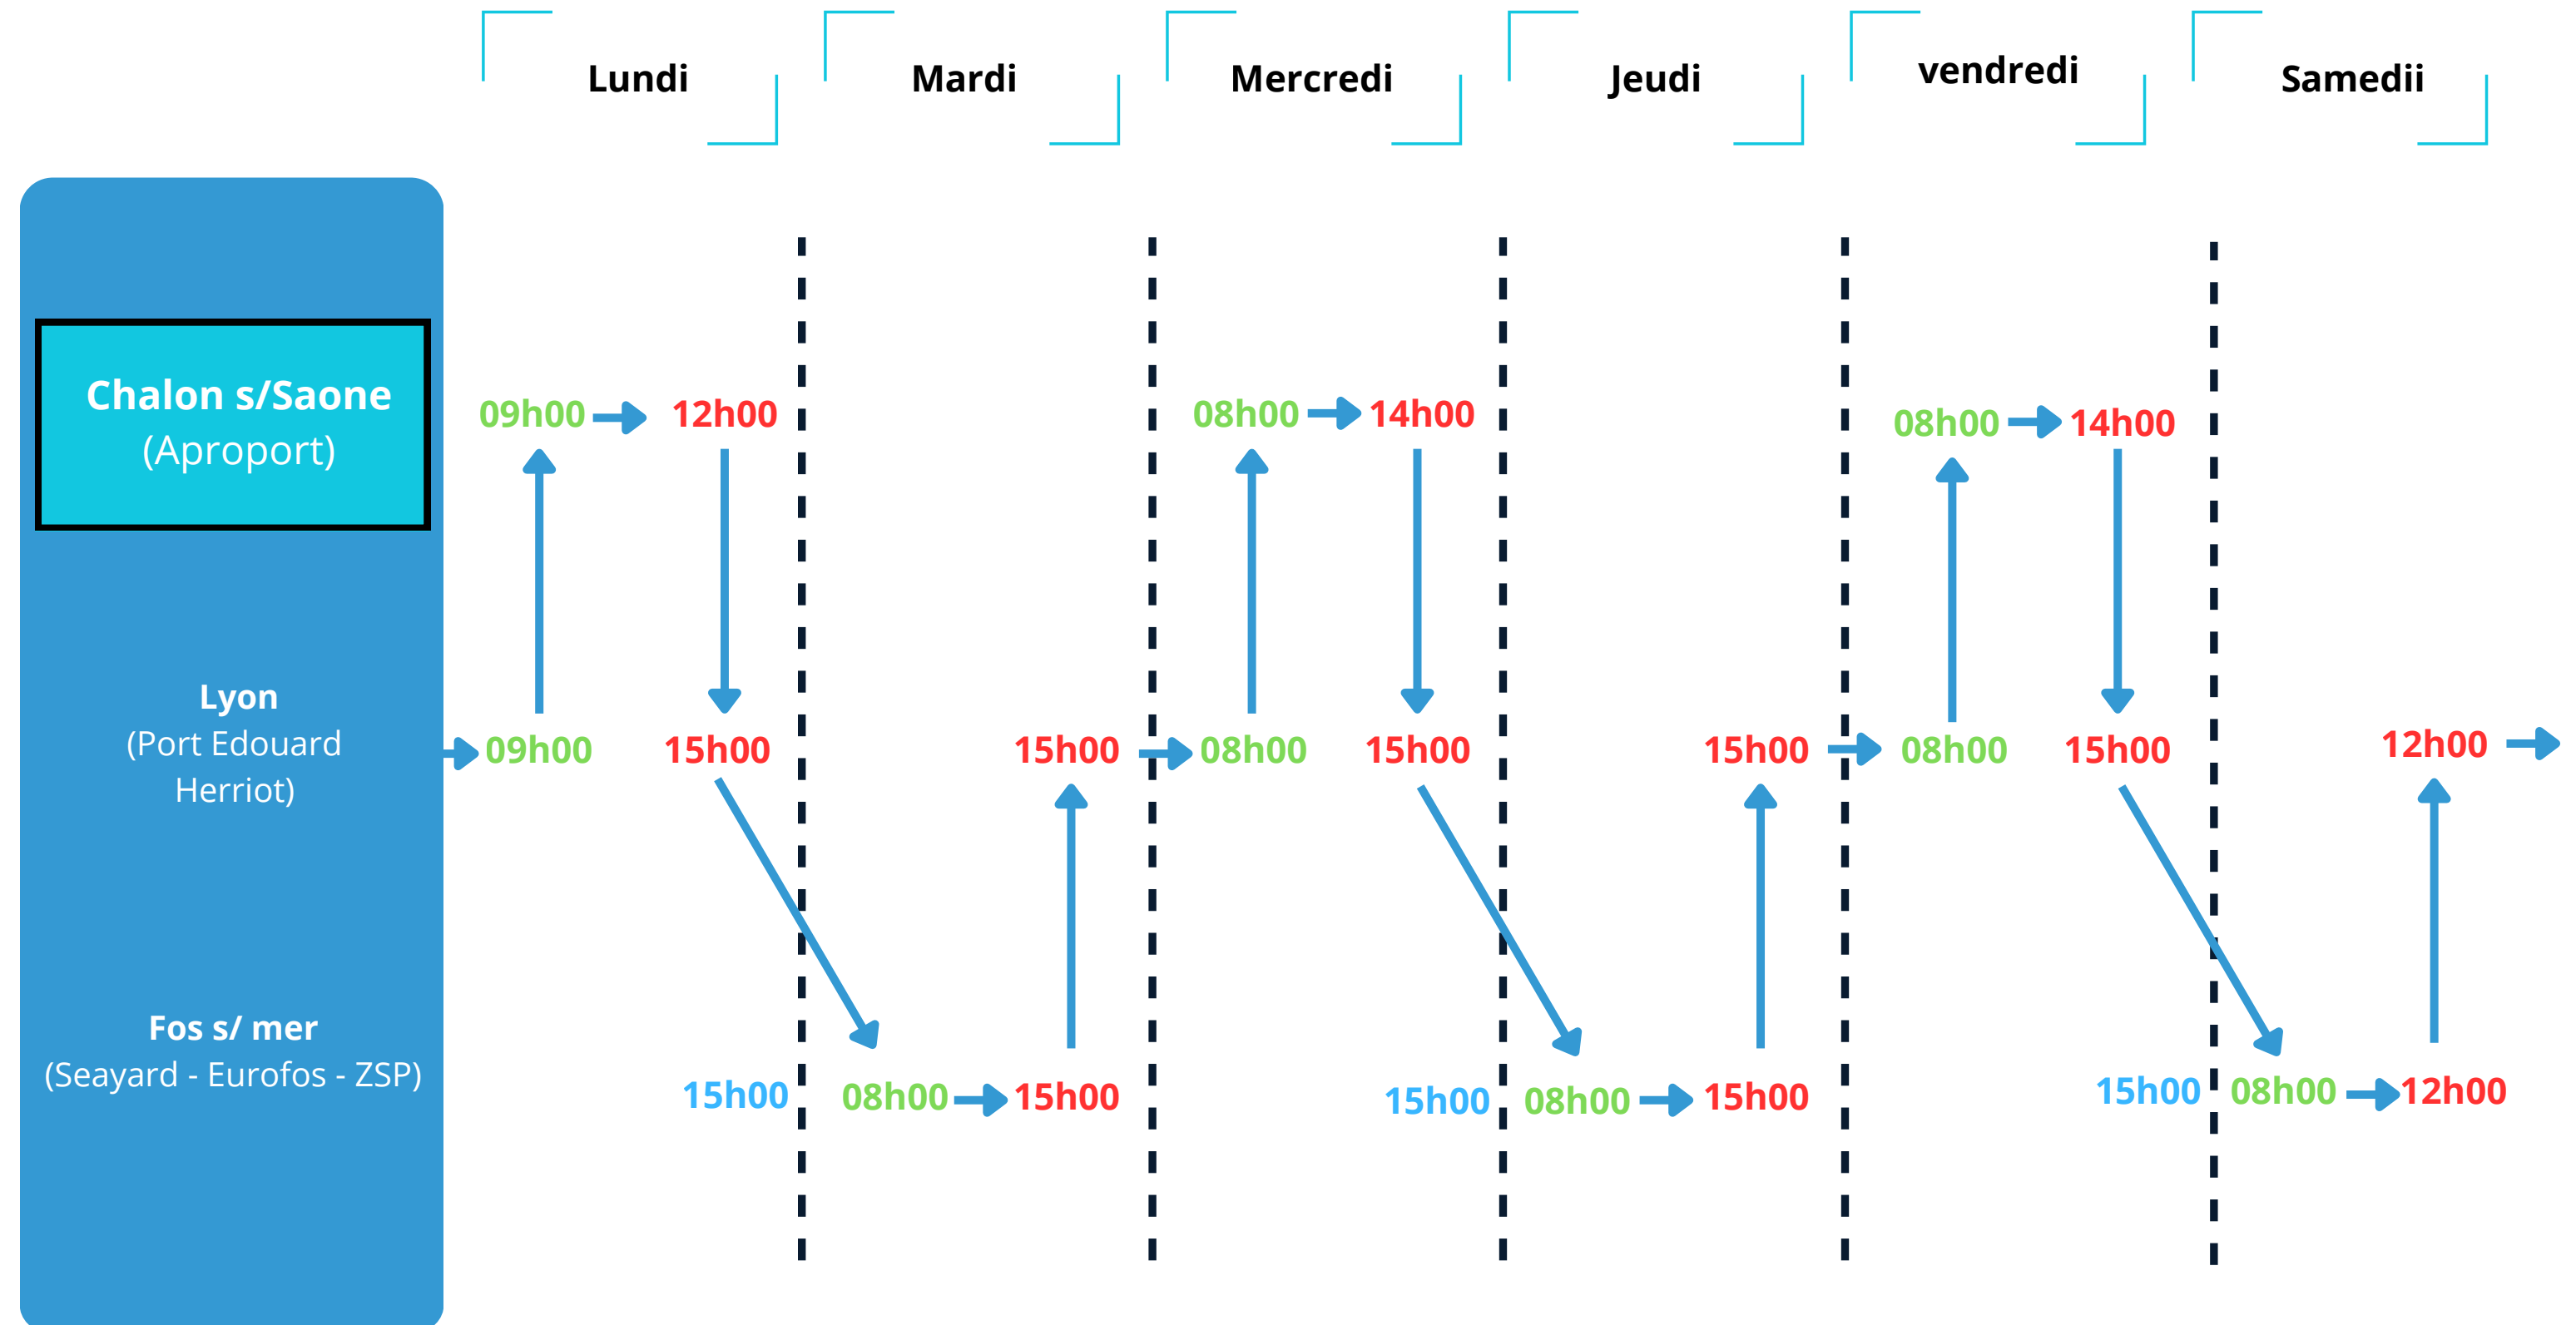 Lundi
Mardi
Mercredi
Jeudi
vendredi
Samedii
Chalon s/Saone
(Aproport)
09h00
12h00
08h00
14h00
08h00
14h00
Lyon
(Port Edouard
Herriot)
09h00
15h00
15h00
08h00
15h00
15h00
08h00
15h00
12h00
Fos s/ mer
(Seayard - Eurofos - ZSP)
15h00
08h00
15h00
15h00
08h00
15h00
15h00
08h00
12h00